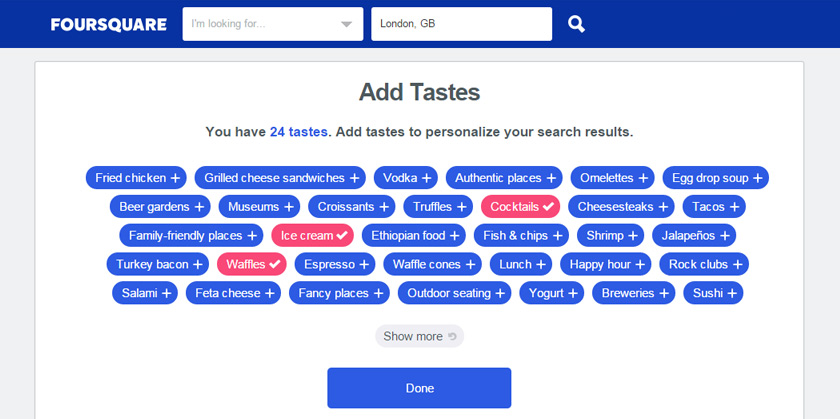 FOURSQUARE I'm looking for... London, GB
Add Tastes
You have 24 tastes. Add tastes to personalize your search results.
Fried chicken + Grilled cheese sandwiches + Vodka + Authentic places + Omelettes + Egg drop soup +
Beer gardens + Museums + Croissants + Truffles + Cocktails ✓ Cheesesteaks + Tacos +
Family-friendly places + Ice cream ✓ Ethiopian food + Fish & chips + Shrimp + Jalapeños +
Turkey bacon + Waffles ✓ Espresso + Waffle cones + Lunch + Happy hour + Rock clubs +
Salami + Feta cheese + Fancy places + Outdoor seating + Yogurt + Breweries + Sushi +
Show more
Done